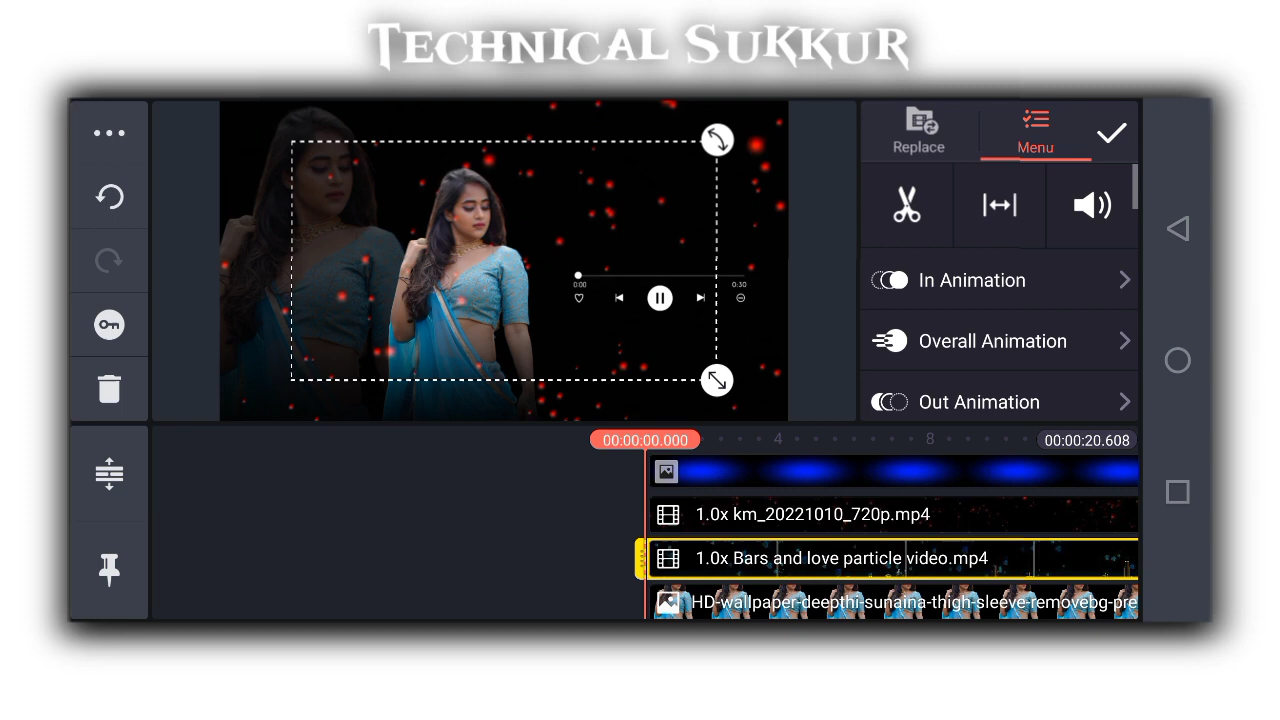 TECHNICAL SUKKUR
Replace
Menu
In Animation
Overall Animation
Out Animation
0:00
0:30
00:00:00.000
4
8
00:00:20.608
1.0x km_20221010_720p.mp4
1.0x Bars and love particle video.mp4
HD-wallpaper-deepthi-sunaina-thigh-sleeve-removebg-pre